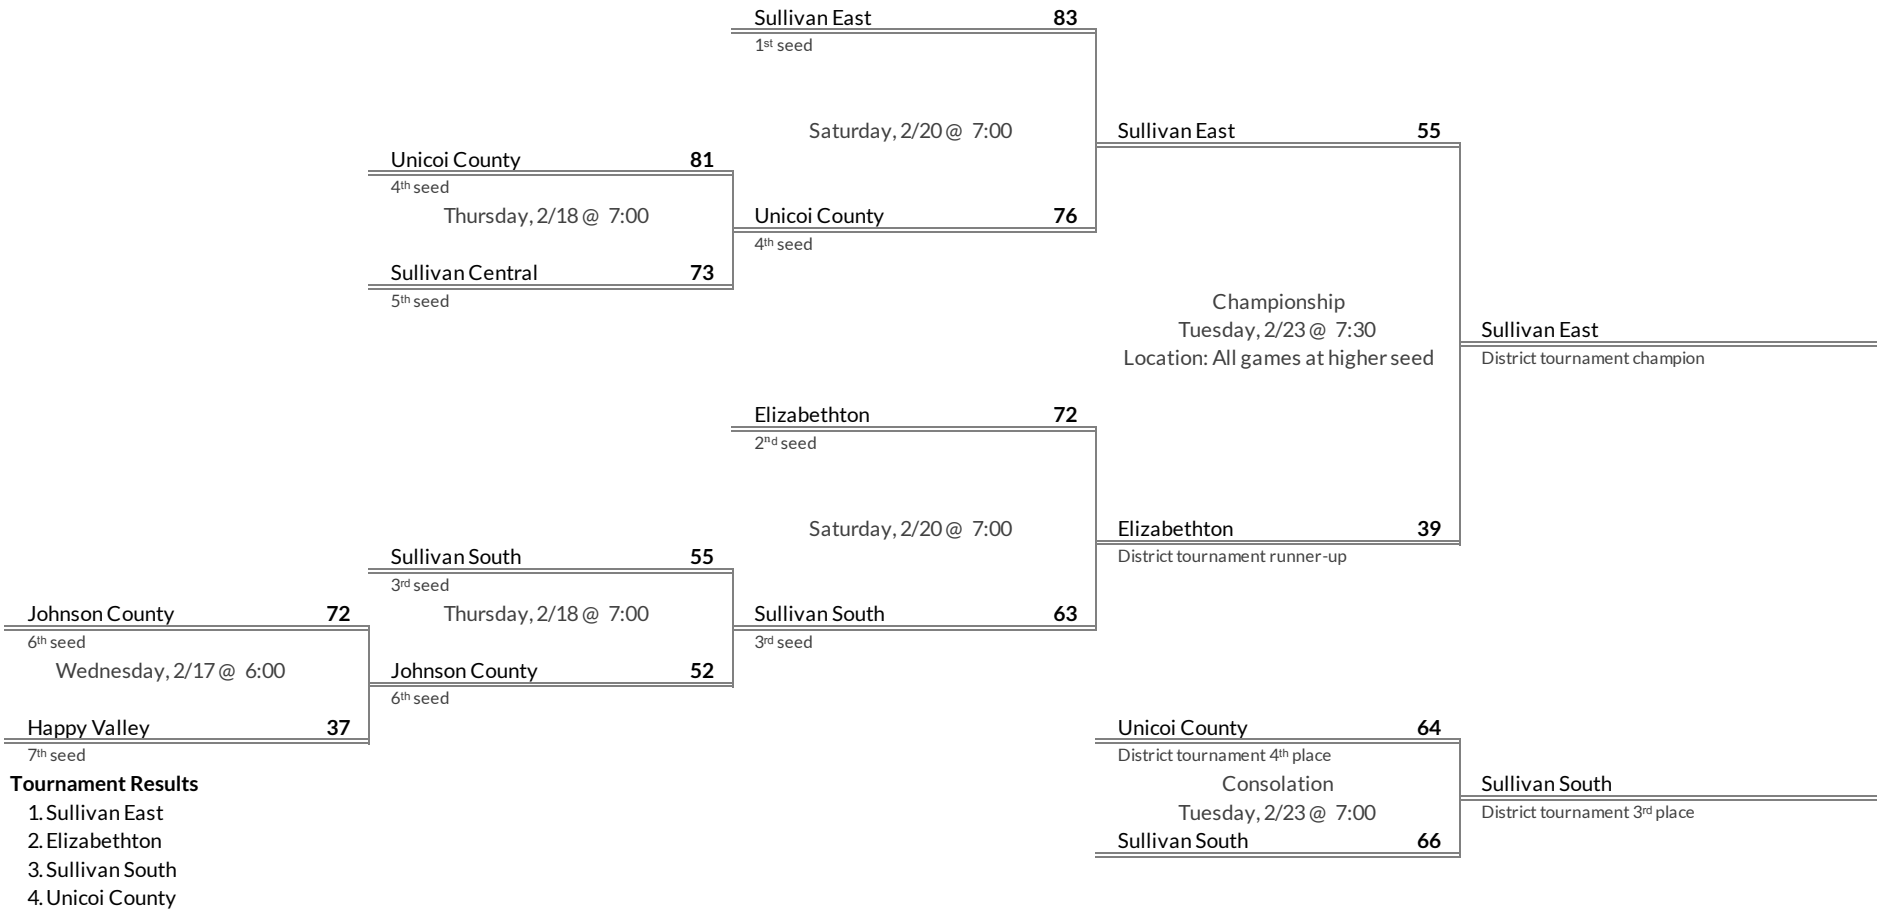 Sullivan East 83
1st seed
Saturday, 2/20 @ 7:00
Sullivan East 55
Unicoi County 81
4th seed
Thursday, 2/18 @ 7:00
Unicoi County 76
4th seed
Sullivan Central 73
5th seed
Championship
Tuesday, 2/23 @ 7:30
Location: All games at higher seed
Sullivan East
District tournament champion
Elizabethton 72
2nd seed
Saturday, 2/20 @ 7:00
Elizabethton 39
District tournament runner-up
Sullivan South 55
3rd seed
Thursday, 2/18 @ 7:00
Sullivan South 63
3rd seed
Johnson County 72
6th seed
Wednesday, 2/17 @ 6:00
Johnson County 52
6th seed
Happy Valley 37
7th seed
Unicoi County 64
District tournament 4th place
Consolation
Tuesday, 2/23 @ 7:00
Sullivan South 66
Sullivan South
District tournament 3rd place
Tournament Results
1. Sullivan East
2. Elizabethton
3. Sullivan South
4. Unicoi County